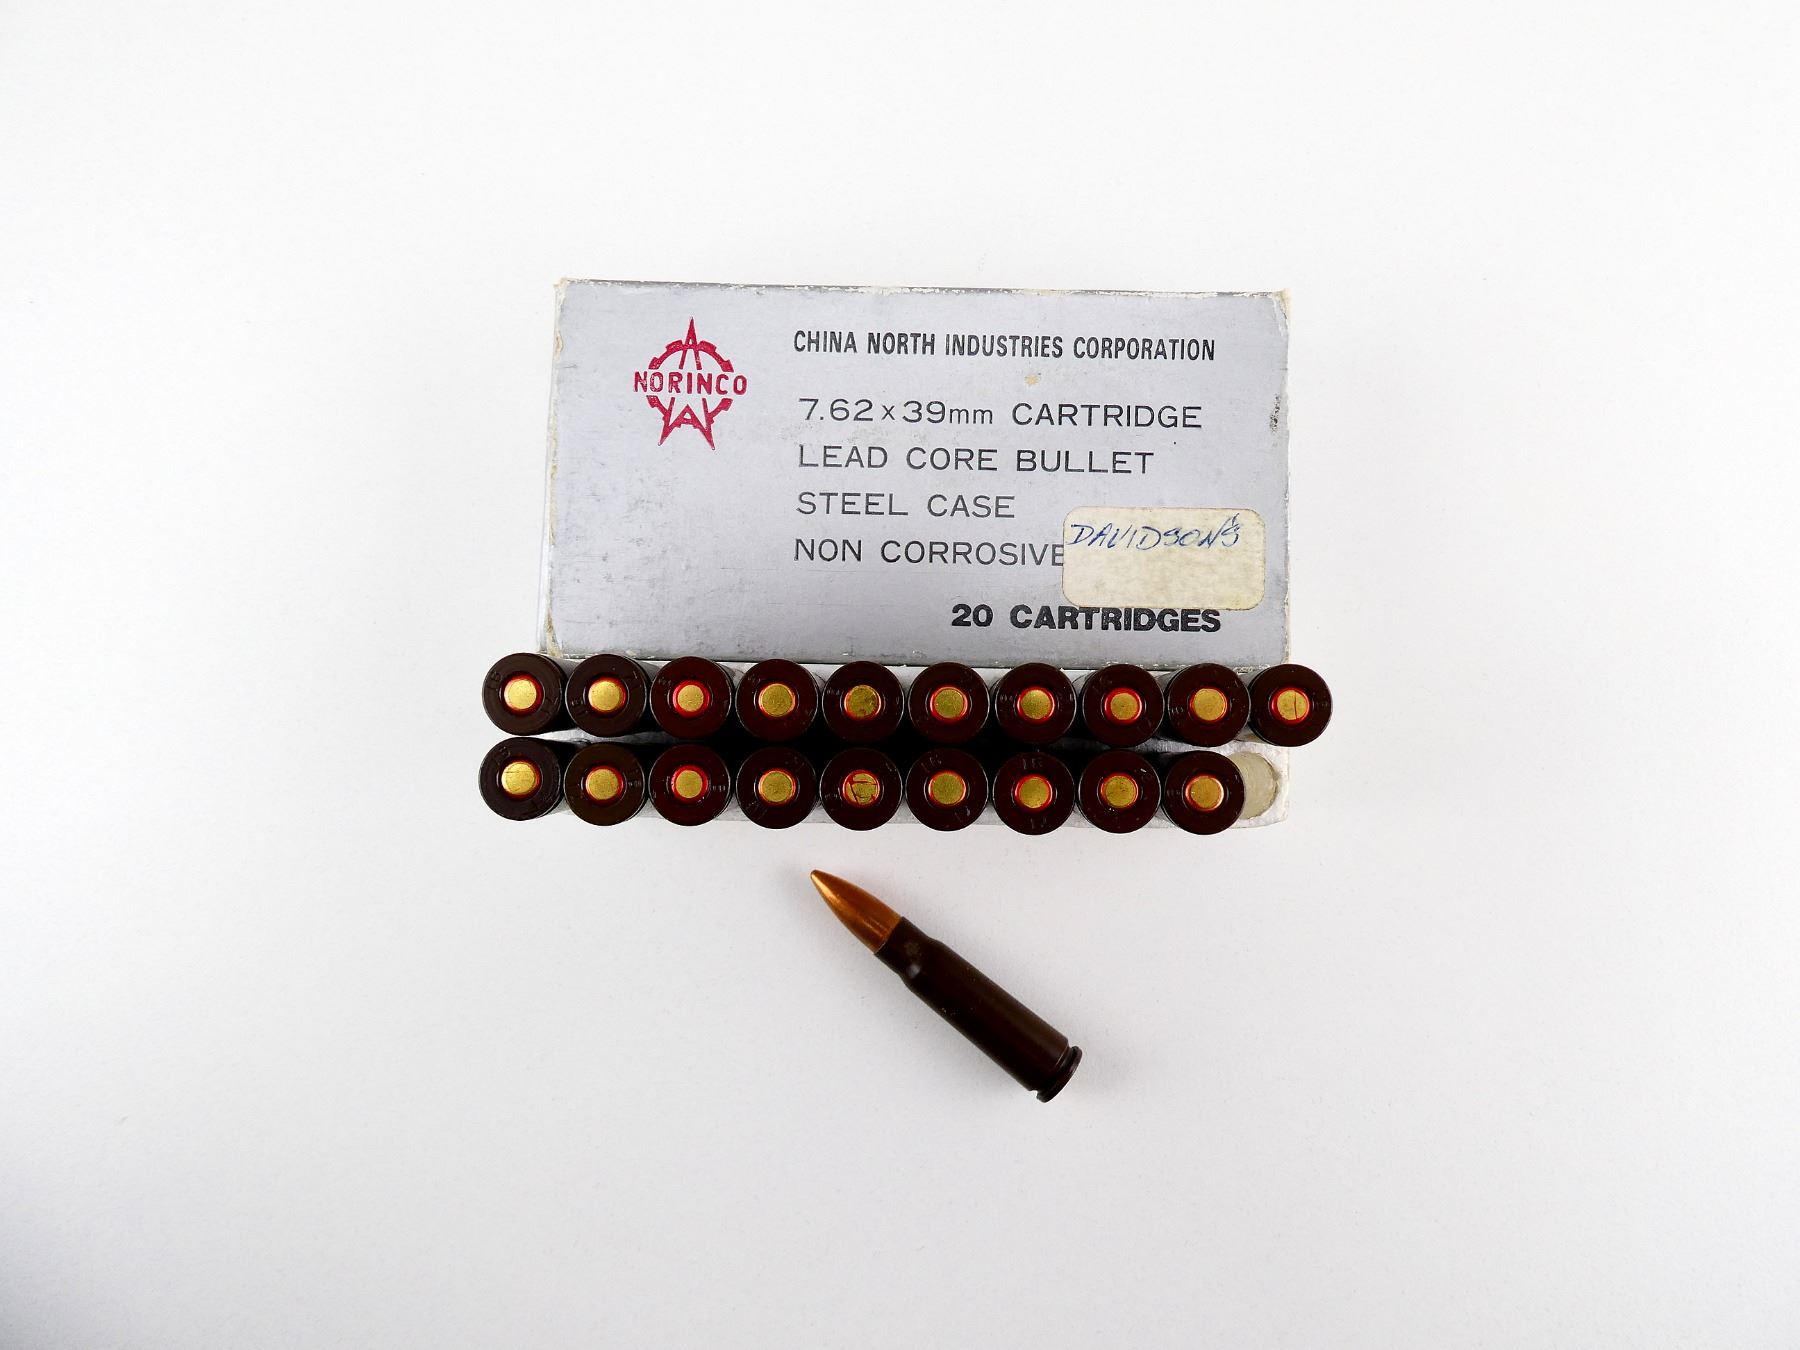 NORINCO
CHINA NORTH INDUSTRIES CORPORATION
7.62 x 39mm CARTRIDGE
LEAD CORE BULLET
STEEL CASE
NON CORROSIVE
DAVIDSON'S
20 CARTRIDGES